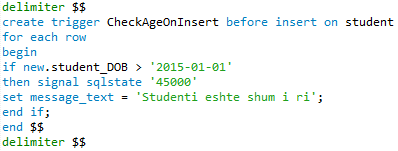 delimiter $$
create trigger CheckAgeOnInsert before insert on student
for each row
begin
if new.student_DOB > '2015-01-01'
then signal sqlstate '45000'
set message_text = 'Studenti eshte shum i ri';
end if;
end $$
delimiter $$